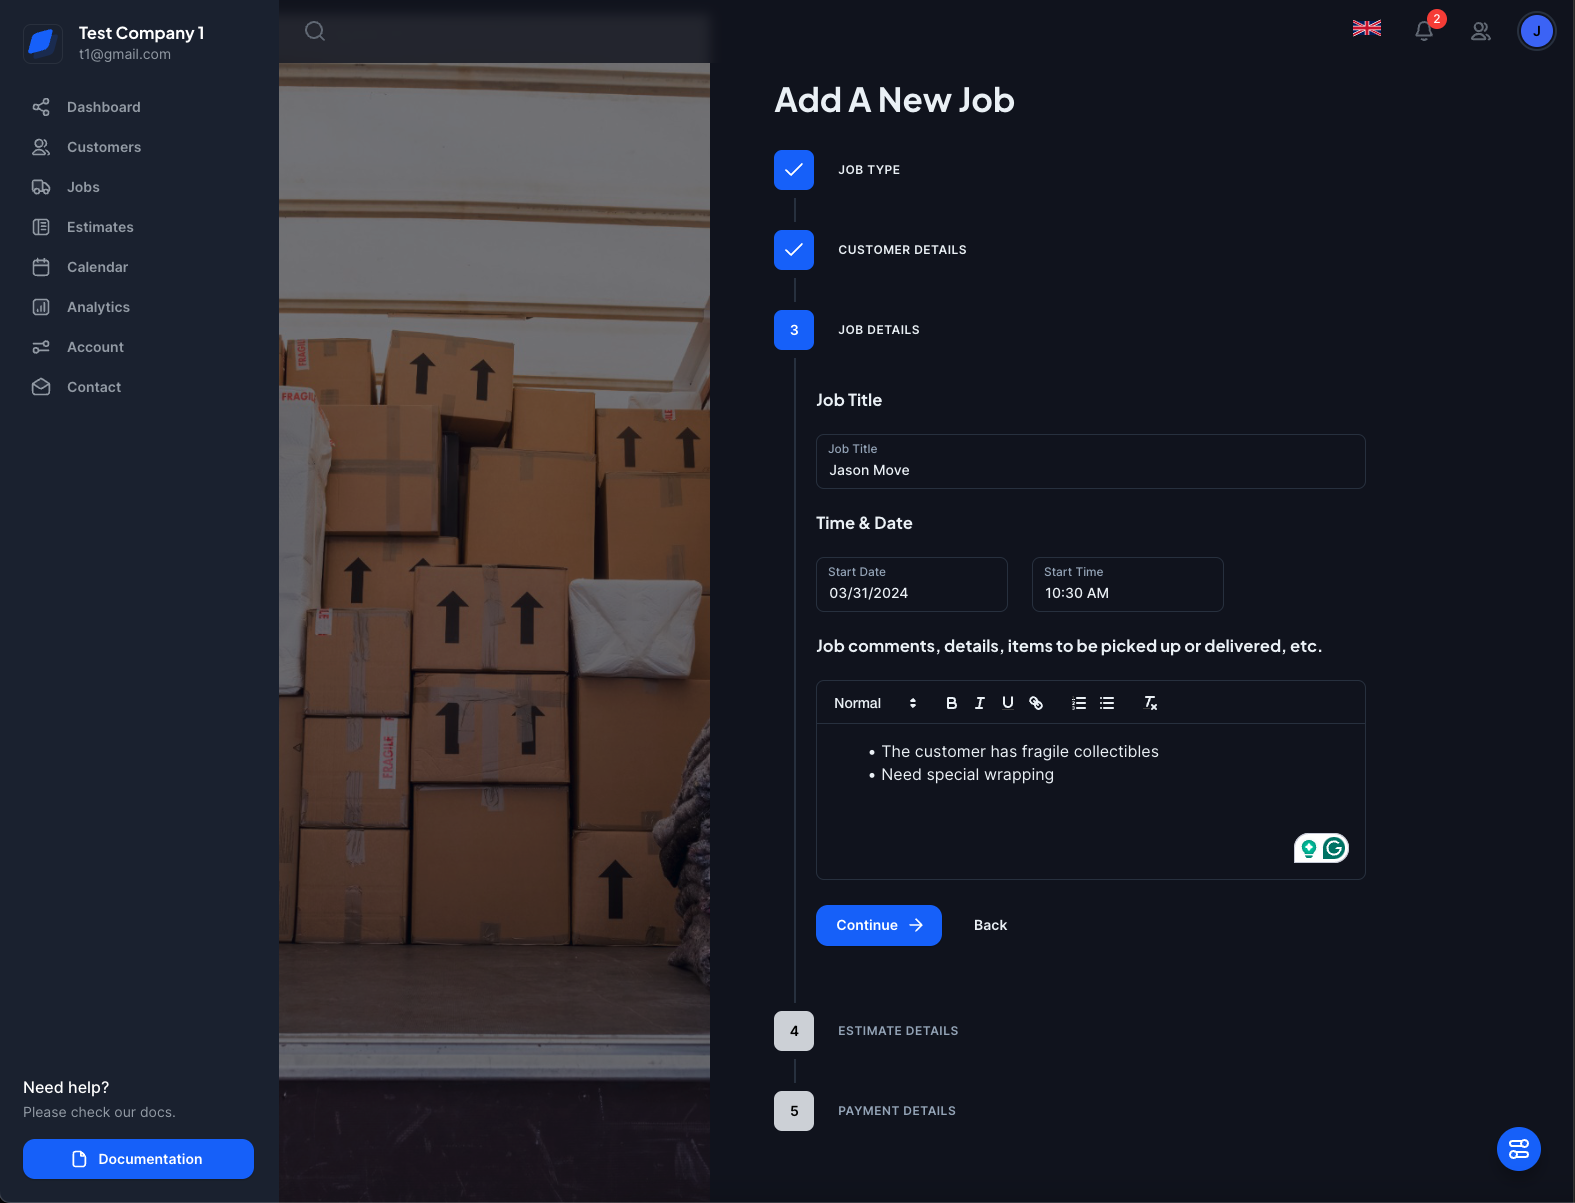 Test Company 1
t1@gmail.com
Dashboard
Customers
Jobs
Estimates
Calendar
Analytics
Account
Contact
Need help?
Please check our docs.
Documentation
FRAGILE
FRAGILE
FRAGILE
2
J
Add A New Job
JOB TYPE
CUSTOMER DETAILS
3 JOB DETAILS
Job Title
Job Title
Jason Move
Time & Date
Start Date
03/31/2024
Start Time
10:30 AM
Job comments, details, items to be picked up or delivered, etc.
Normal B I U
• The customer has fragile collectibles
• Need special wrapping
G
Continue → Back
4 ESTIMATE DETAILS
5 PAYMENT DETAILS